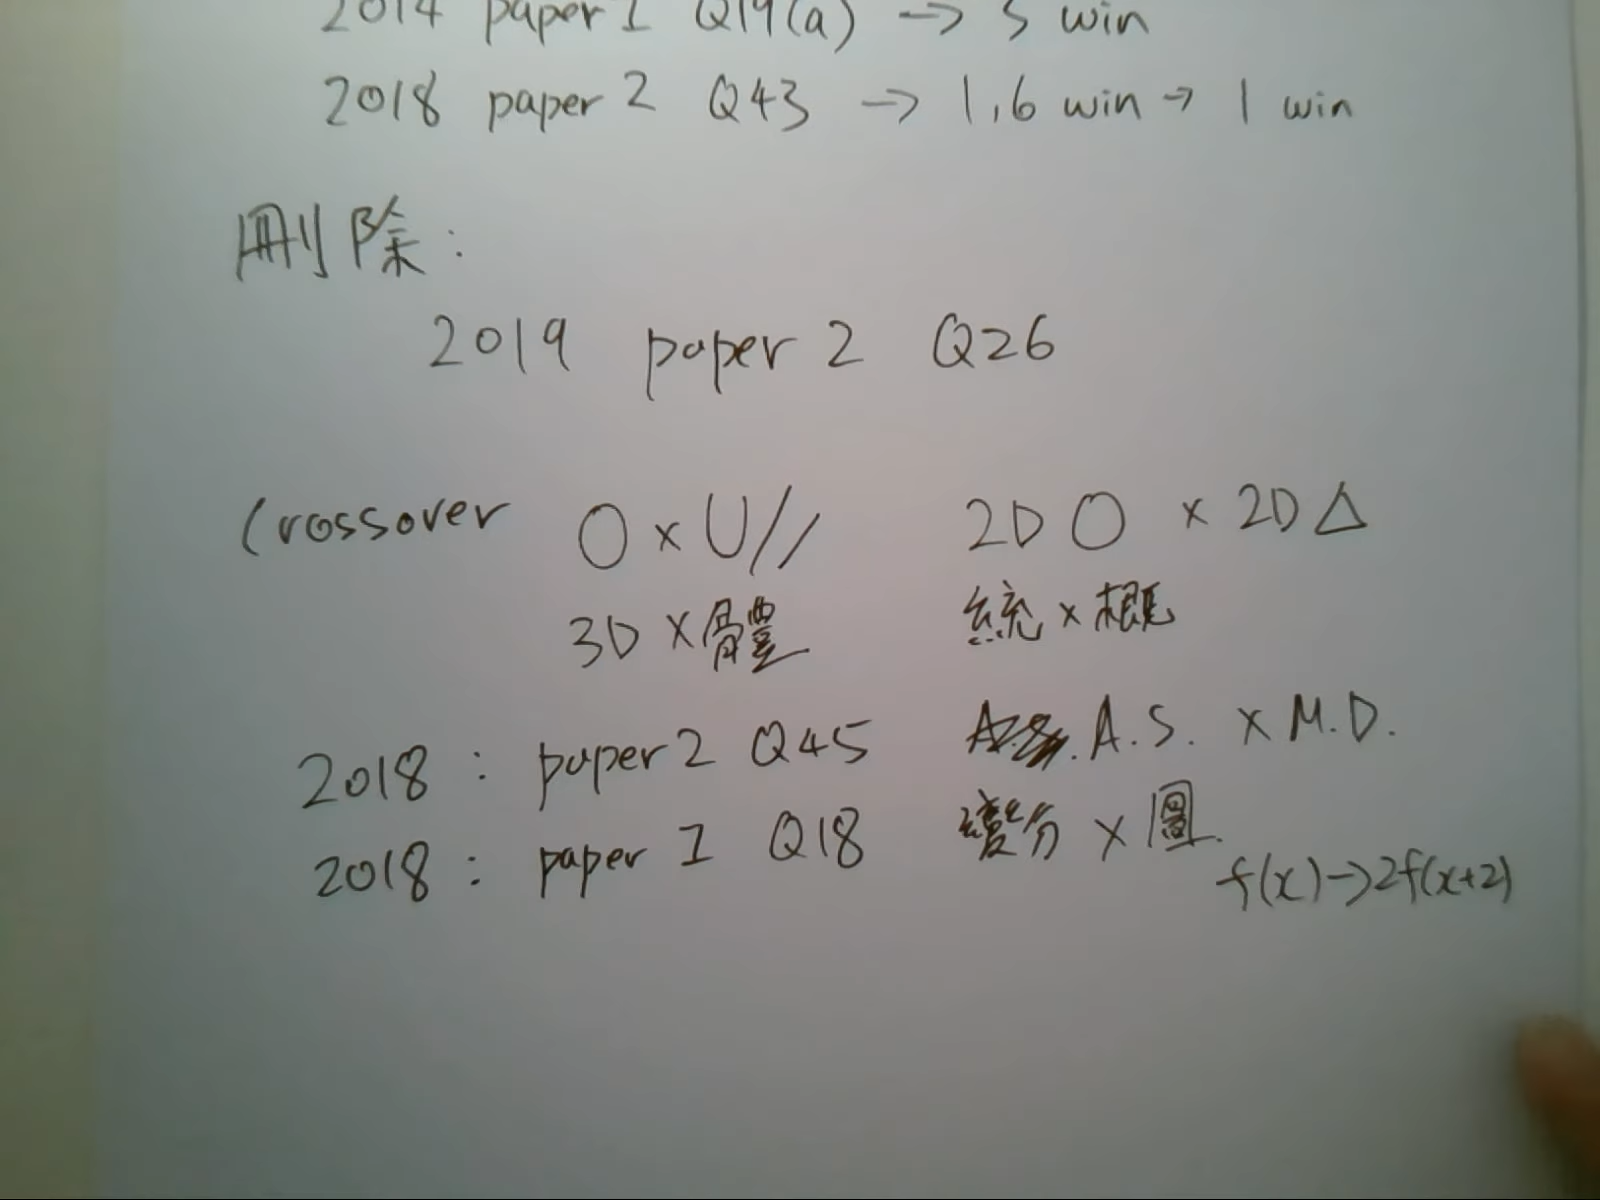 2014 paper 1 Q19(a) → 5 win
2018 paper 2 Q43 → 1,6 win → 1 win
刪除:
2019 paper 2 Q26
Crossover O x U// 2D O x 2D △
3D x 體 統 x 概
2018 : paper 2 Q45 A.S. x M.D.
2018 : paper 1 Q18 變分 x 圖
f(x)→2f(x+2)